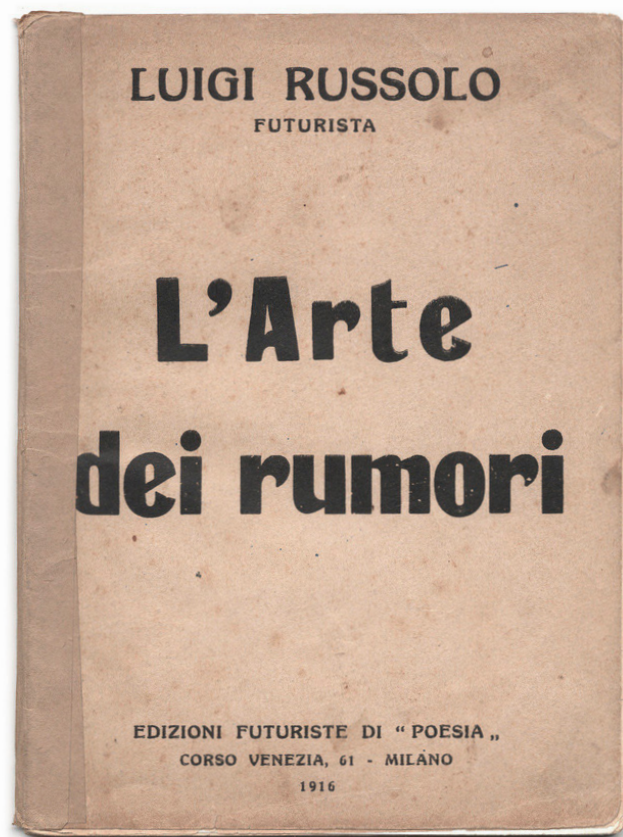 LUIGI RUSSOLO
FUTURISTA
L'Arte
dei rumori
EDIZIONI FUTURISTE DI “ POESIA „
CORSO VENEZIA, 61 - MILANO
1916